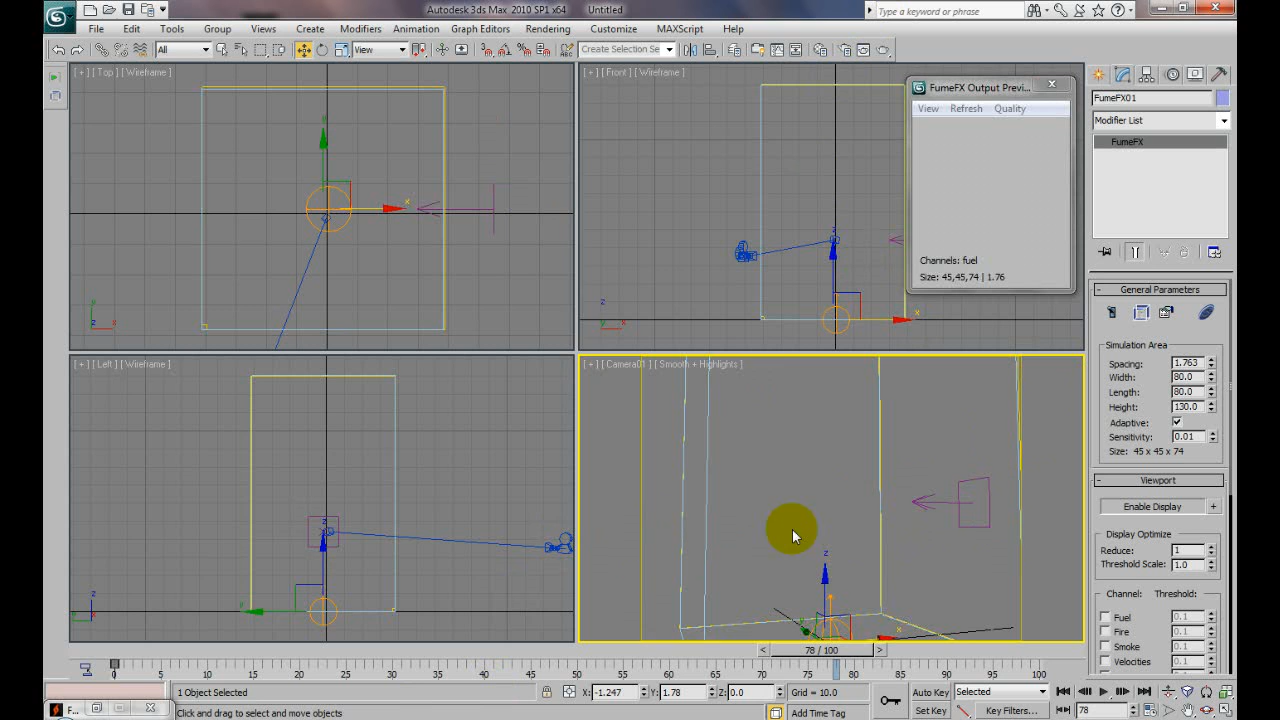 Autodesk 3ds Max 2010 SP1 x64 Untitled
Type a keyword or phrase
File Edit Tools Group Views Create Modifiers Animation Graph Editors Rendering Customize MAXScript Help
All View Create Selection Se
[ + ] [ Top ] [ Wireframe ]
[ + ] [ Front ] [ Wireframe ]
FumeFX Output Previ...
View Refresh Quality
Channels: fuel
Size: 45,45,74 | 1.76
FumeFX01
Modifier List
FumeFX
General Parameters
Simulation Area
Spacing: 1.763
Width: 80.0
Length: 80.0
Height: 130.0
Adaptive:
Sensitivity: 0.01
Size: 45 x 45 x 74
Viewport
Enable Display +
Display Optimize
Reduce: 1
Threshold Scale: 1.0
Channel: Threshold:
Fuel 0.1
Fire 0.1
Smoke 0.1
Velocities 0.1
[ + ] [ Left ] [ Wireframe ]
[ + ] [ Camera01 ] [ Smooth + Highlights ]
x
y
z
< 78 / 100 >
0 5 10 15 20 25 30 35 40 45 50 55 60 65 70 75 80 85 90 95 100
1 Object Selected X: -1.247 Y: 1.78 Z: 0.0 Grid = 10.0 Auto Key Selected
F... Click and drag to select and move objects Add Time Tag Set Key Key Filters... 78